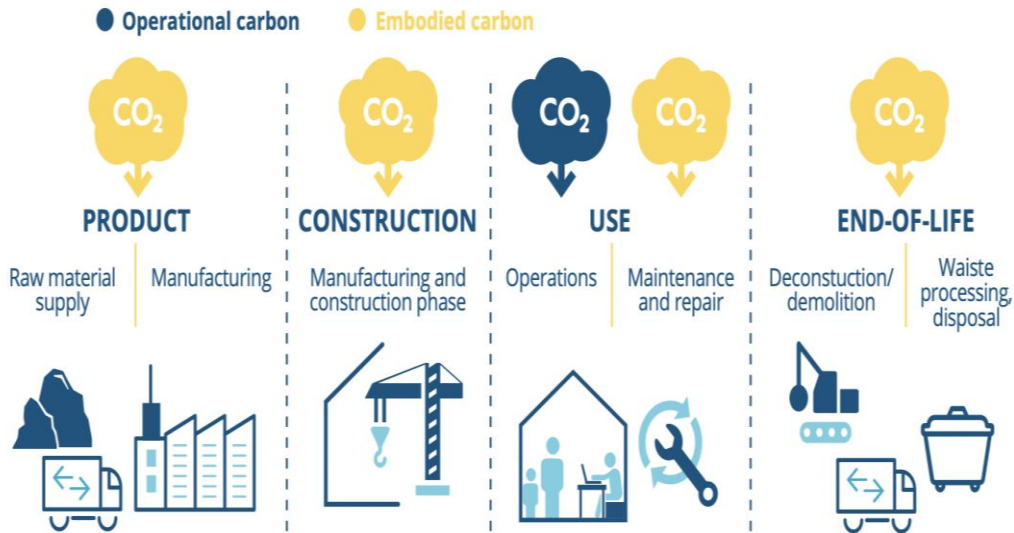 Operational carbon
Embodied carbon
CO₂
CO₂
CO₂
CO₂
CO₂
PRODUCT
Raw material
supply
Manufacturing
CONSTRUCTION
Manufacturing and
construction phase
USE
Operations
Maintenance
and repair
END-OF-LIFE
Deconstuction/
demolition
Waiste
processing,
disposal